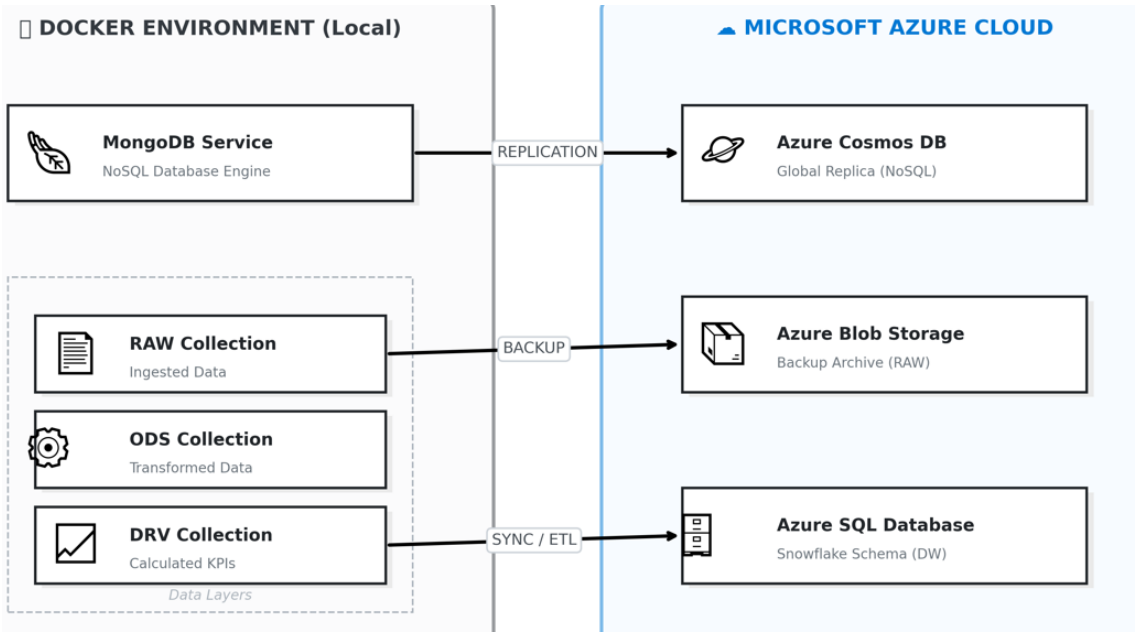 DOCKER ENVIRONMENT (Local)
MICROSOFT AZURE CLOUD
MongoDB Service
NoSQL Database Engine
REPLICATION
Azure Cosmos DB
Global Replica (NoSQL)
RAW Collection
Ingested Data
BACKUP
Azure Blob Storage
Backup Archive (RAW)
ODS Collection
Transformed Data
DRV Collection
Calculated KPIs
SYNC / ETL
Azure SQL Database
Snowflake Schema (DW)
Data Layers